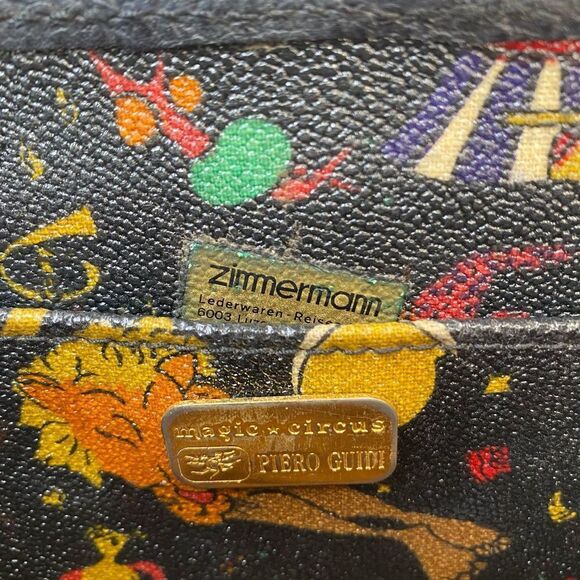 zimmermann
Lederwaren · Reise
6003
magic ★ circus
PIERO GUIDI